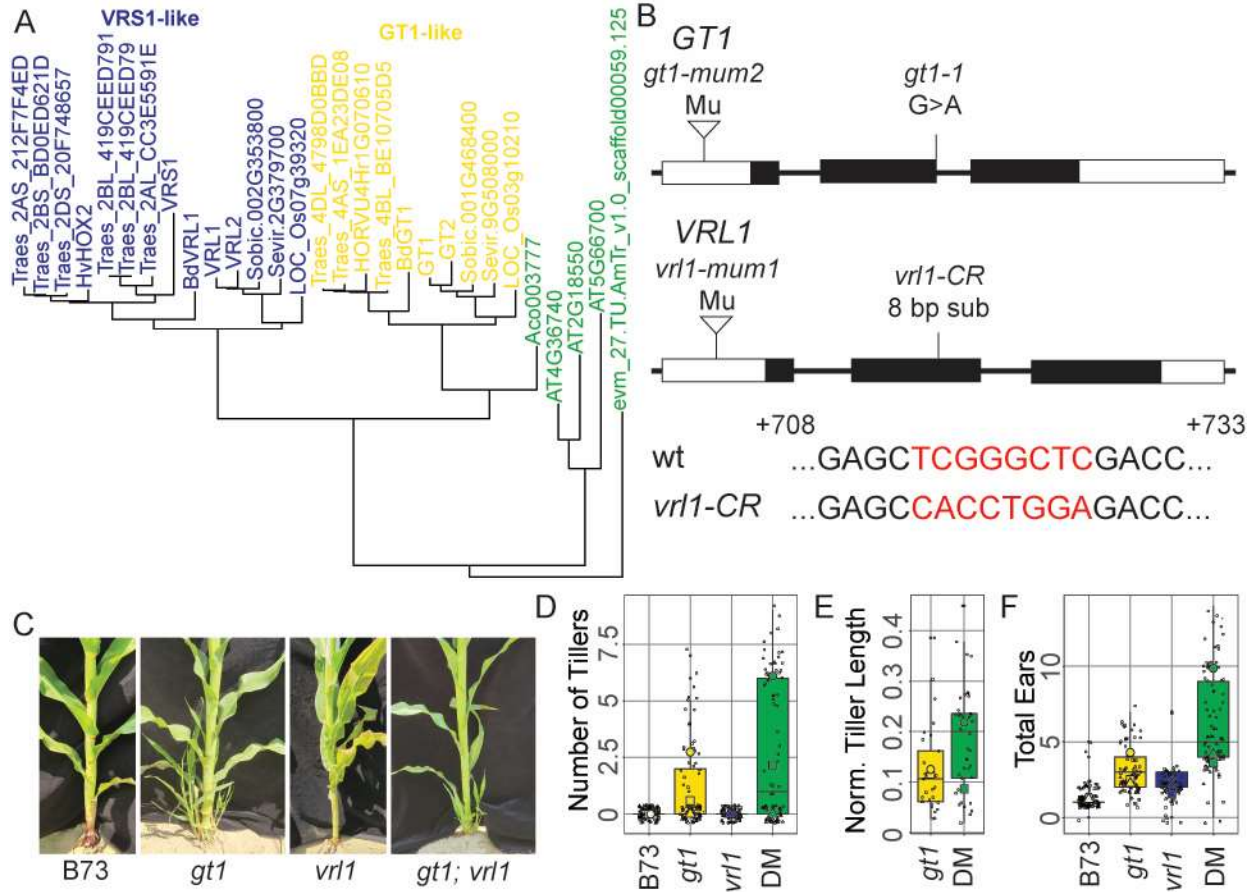 A
VRS1-like
GT1-like
Traes_2AS_212F7F4ED
Traes_2BS_BD0ED621D
Traes_2DS_20F748657
HvHOX2
Traes_2BL_419CEED791
Traes_2BL_419CEED79
Traes_2AL_CC3E5591E
VRS1
BdVRL1
VRL1
VRL2
Sobic.002G353800
Sevir.2G379700
LOC_Os07g39320
Traes_4DL_4798D0BBD
Traes_4AS_1EA23DE08
HORVU4Hr1G070610
Traes_4BL_BE10705D5
BdGT1
GT1
GT2
Sobic.001G468400
Sevir.9G508000
LOC_Os03g10210
Aco003777
AT4G36740
AT2G18550
AT5G66700
evm_27.TU.AmTr_v1.0_scaffold00059.125
B
GT1
gt1-mum2
Mu
gt1-1
G>A
VRL1
vrl1-mum1
Mu
vrl1-CR
8 bp sub
+708 +733
wt ...GAGCTCGGGCTCGACC...
vrl1-CR ...GAGCCACCTGGAGACC...
C
B73 gt1 vrl1 gt1; vrl1
D
Number of Tillers
7.5
5
2.5
0
B73 gt1 vrl1 DM
E
Norm. Tiller Length
0.4
0.3
0.2
0.1
0
gt1 DM
F
Total Ears
10
5
0
B73 gt1 vrl1 DM